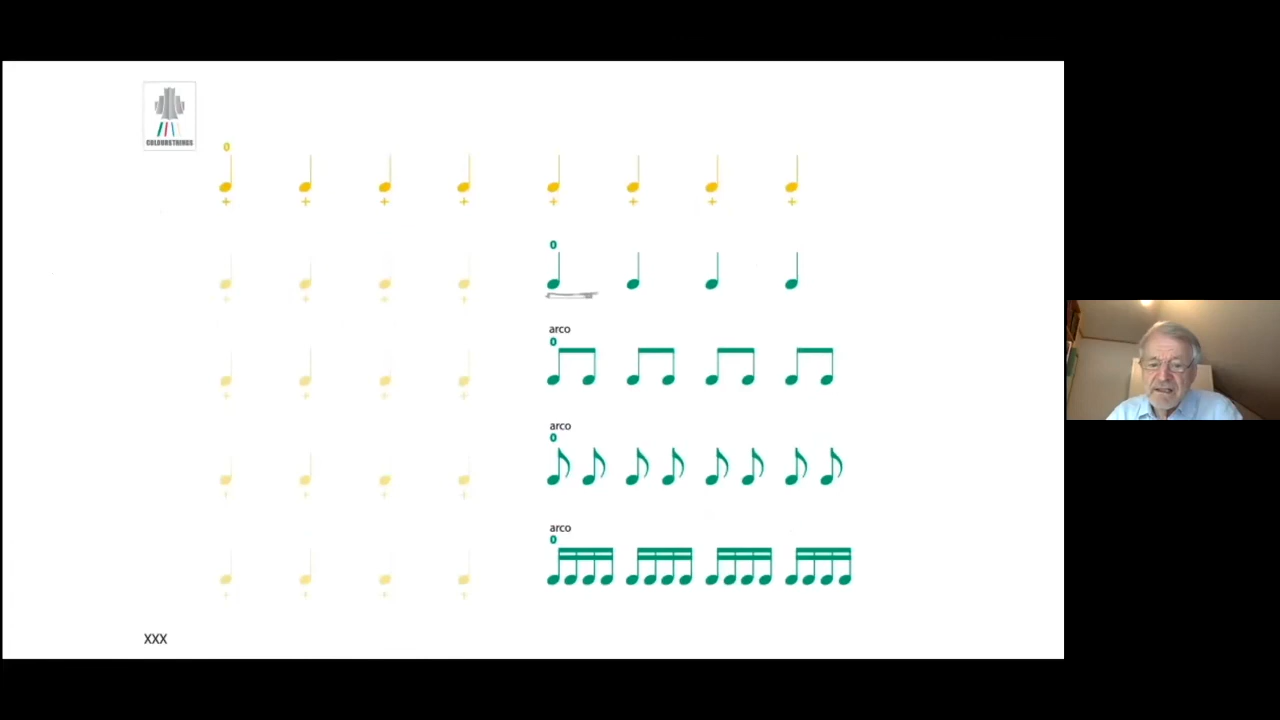 COLOURSTRINGS
0
+ + + + + + + +
0
+ + + +
arco
0
+ + + +
arco
0
+ + + +
arco
0
+ + + +
XXX